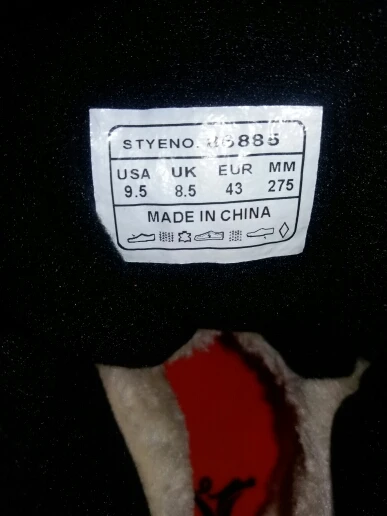 STYENO. 86885
USA UK EUR MM
9.5 8.5 43 275
MADE IN CHINA